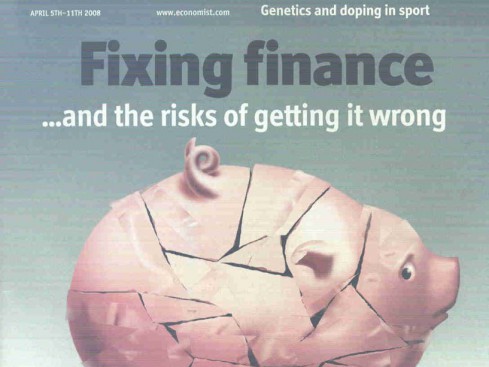 APRIL 5TH–11TH 2008 www.economist.com Genetics and doping in sport
Fixing finance
...and the risks of getting it wrong